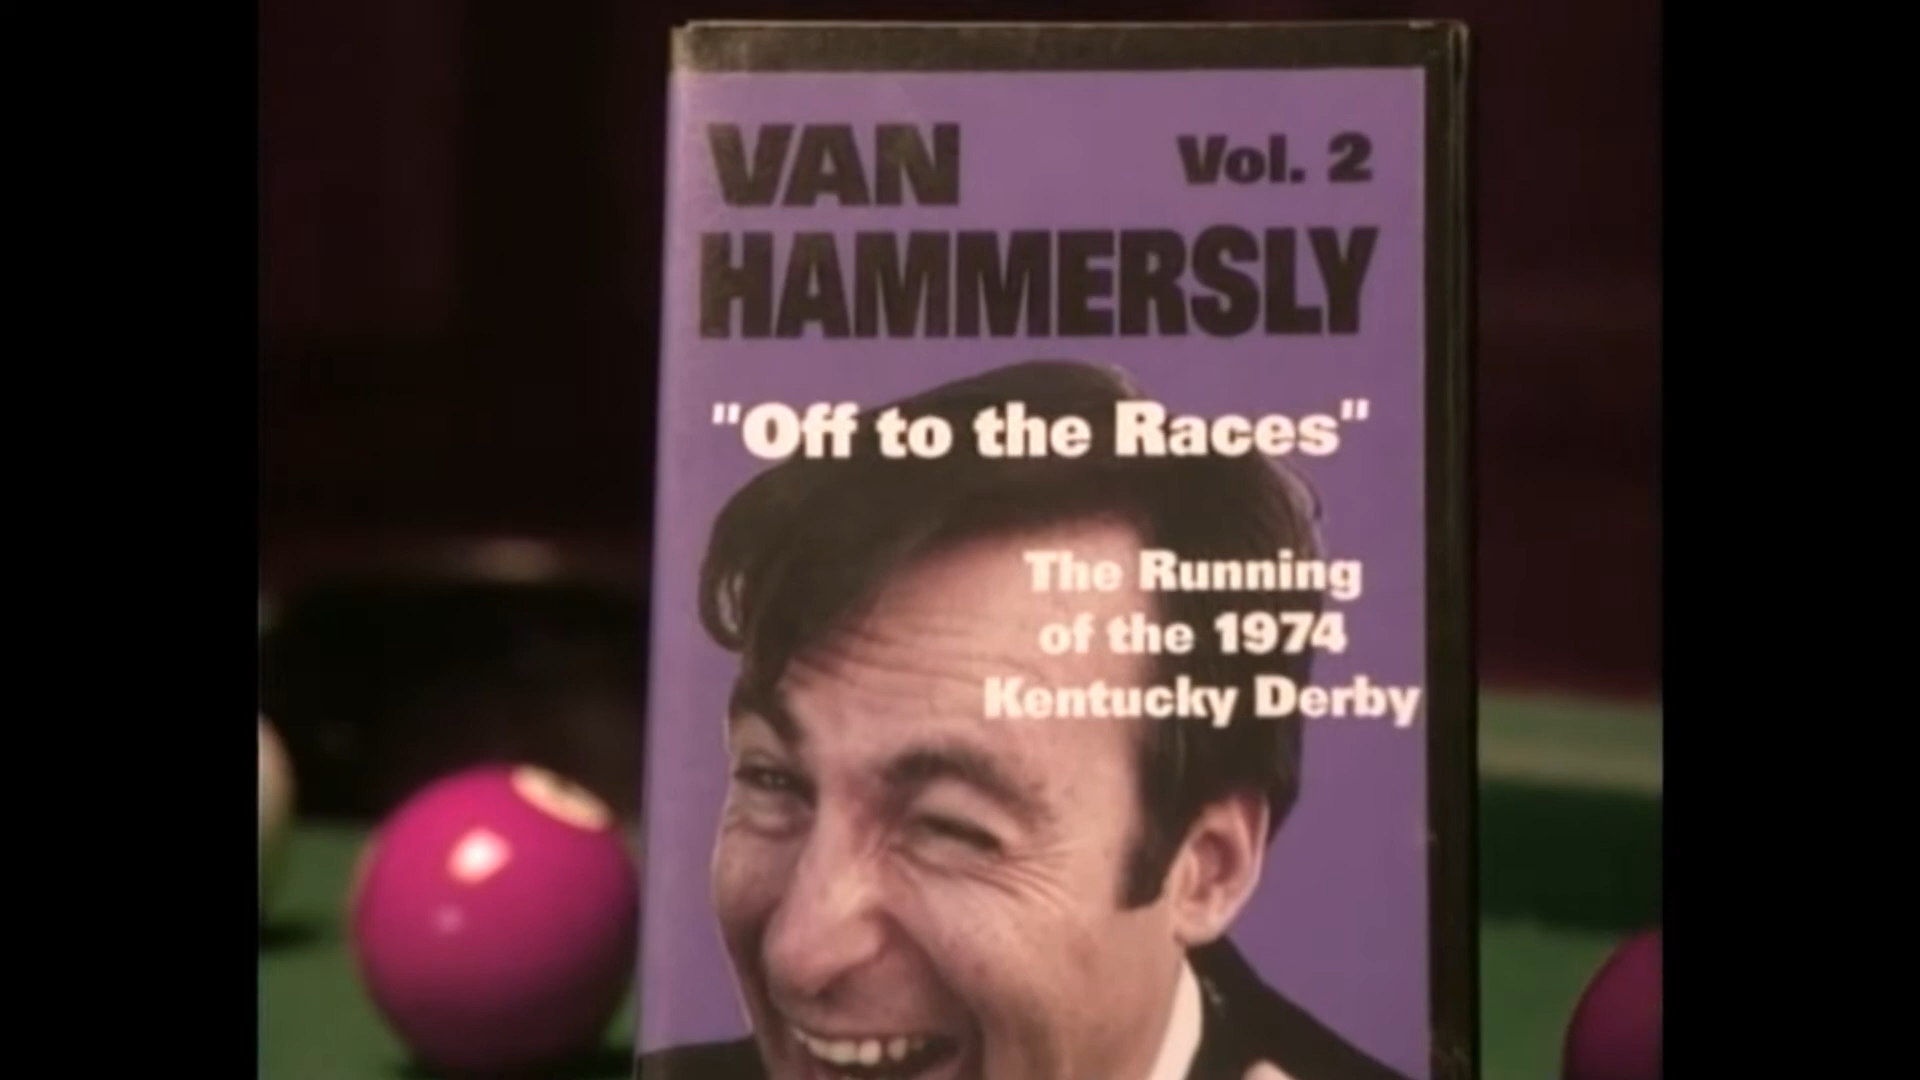 VAN Vol. 2
HAMMERSLY
"Off to the Races"
The Running
of the 1974
Kentucky Derby